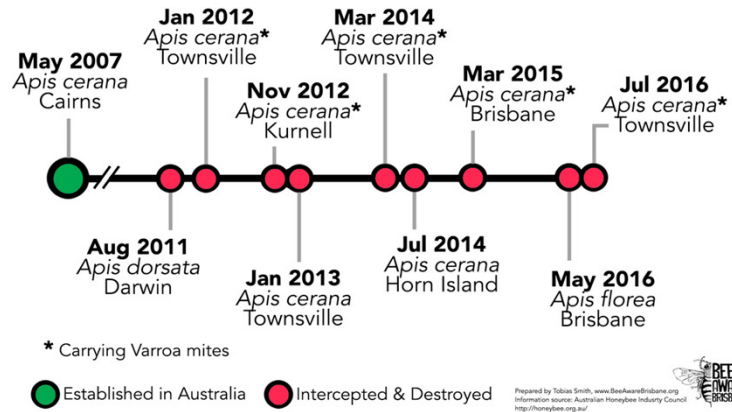 May 2007
Apis cerana
Cairns
Jan 2012
Apis cerana*
Townsville
Nov 2012
Apis cerana*
Kurnell
Mar 2014
Apis cerana*
Townsville
Mar 2015
Apis cerana*
Brisbane
Jul 2016
Apis cerana*
Townsville
Aug 2011
Apis dorsata
Darwin
Jan 2013
Apis cerana
Townsville
Jul 2014
Apis cerana
Horn Island
May 2016
Apis florea
Brisbane
* Carrying Varroa mites
Established in Australia
Intercepted & Destroyed
Prepared by Tobias Smith, www.BeeAwareBrisbane.org
Information source: Australian Honeybee Indusrty Council
http://honeybee.org.au/
BEE